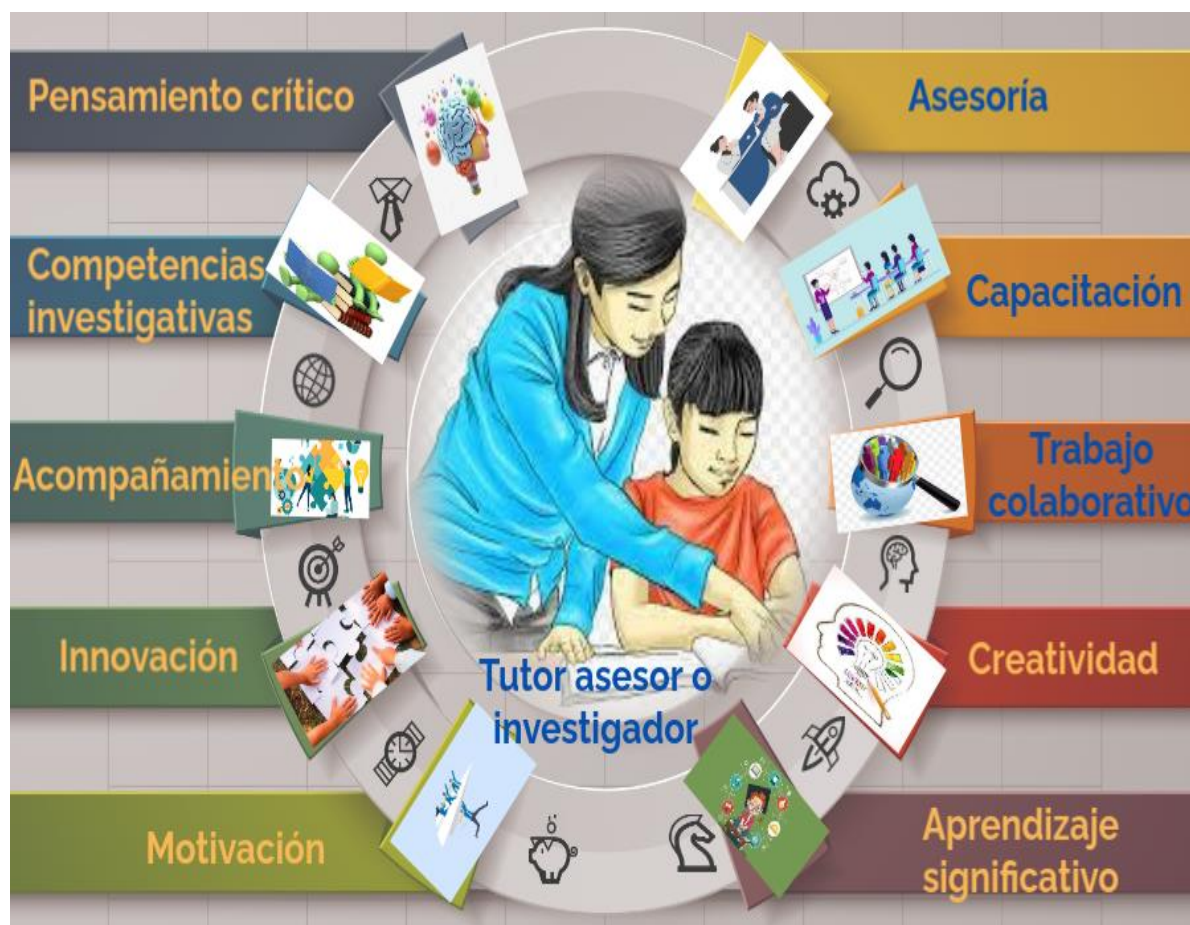 Pensamiento crítico
Asesoría
Competencias
investigativas
Capacitación
Acompañamiento
Trabajo
colaborativo
Innovación
Creatividad
Tutor asesor o
investigador
Motivación
Aprendizaje
significativo